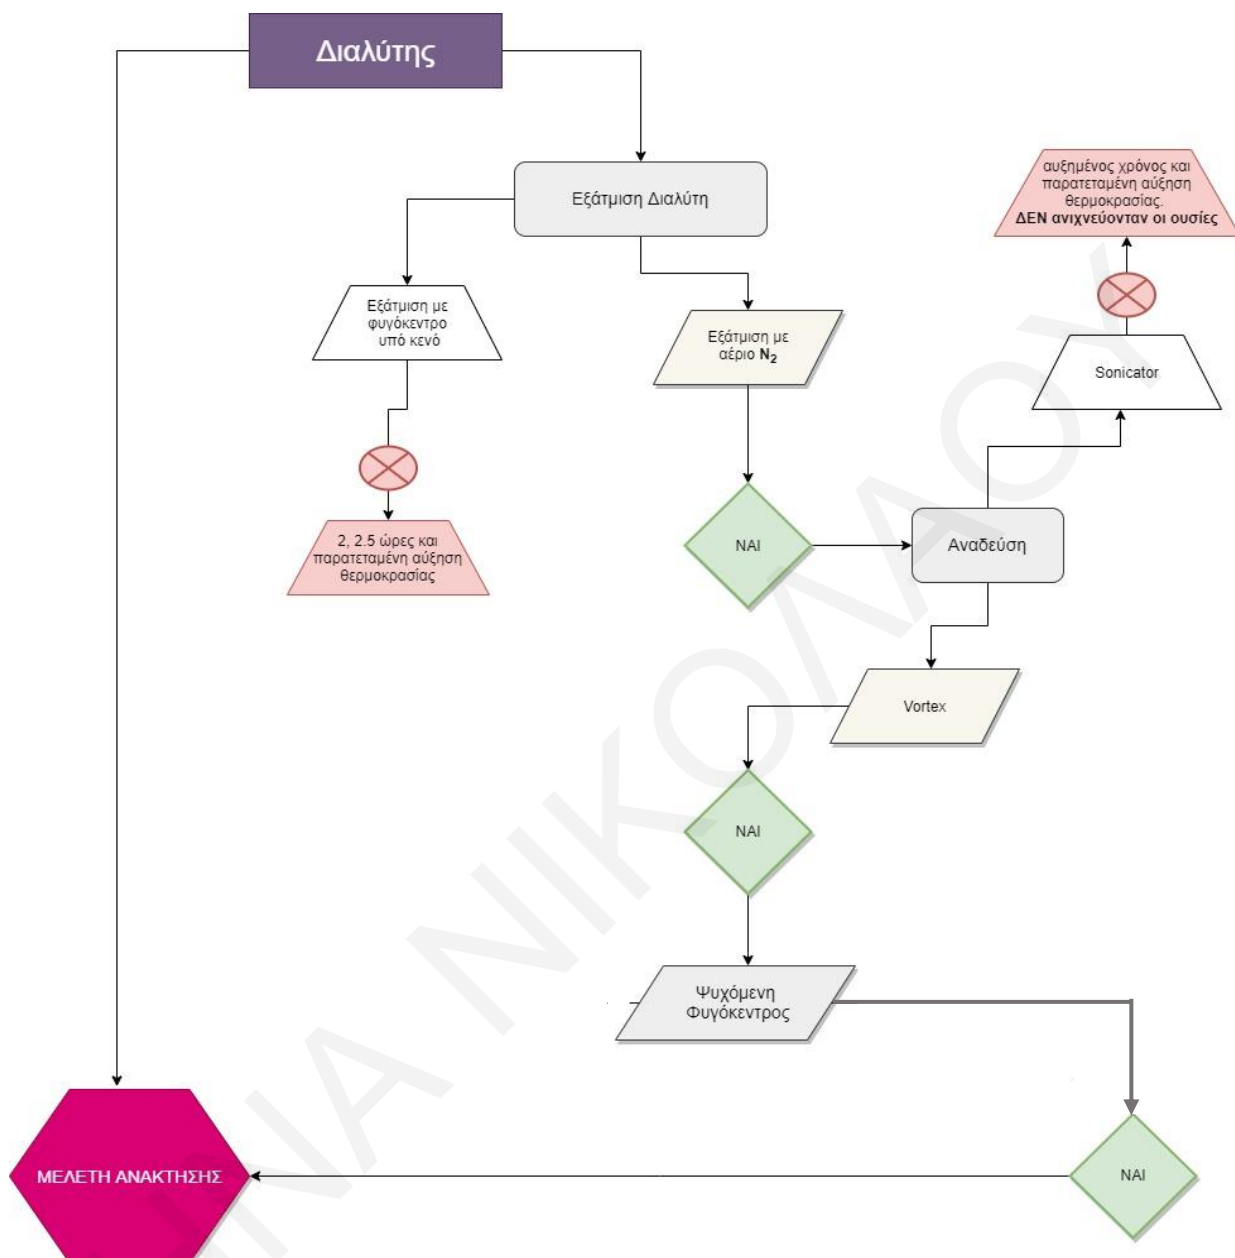 Διαλύτης
Εξάτμιση Διαλύτη
αυξημένος χρόνος και
παρατεταμένη αύξηση
θερμοκρασίας.
ΔΕΝ ανιχνεύονταν οι ουσίες
Εξάτμιση με
φυγόκεντρο
υπό κενό
Εξάτμιση με
αέριο N₂
Sonicator
2, 2.5 ώρες και
παρατεταμένη αύξηση
θερμοκρασίας
ΝΑΙ
Αναδεύση
Vortex
ΝΑΙ
Ψυχόμενη
Φυγόκεντρος
ΜΕΛΕΤΗ ΑΝΑΚΤΗΣΗΣ
ΝΑΙ
ΗΝΑ ΝΙΚΟΛΑΟΥ